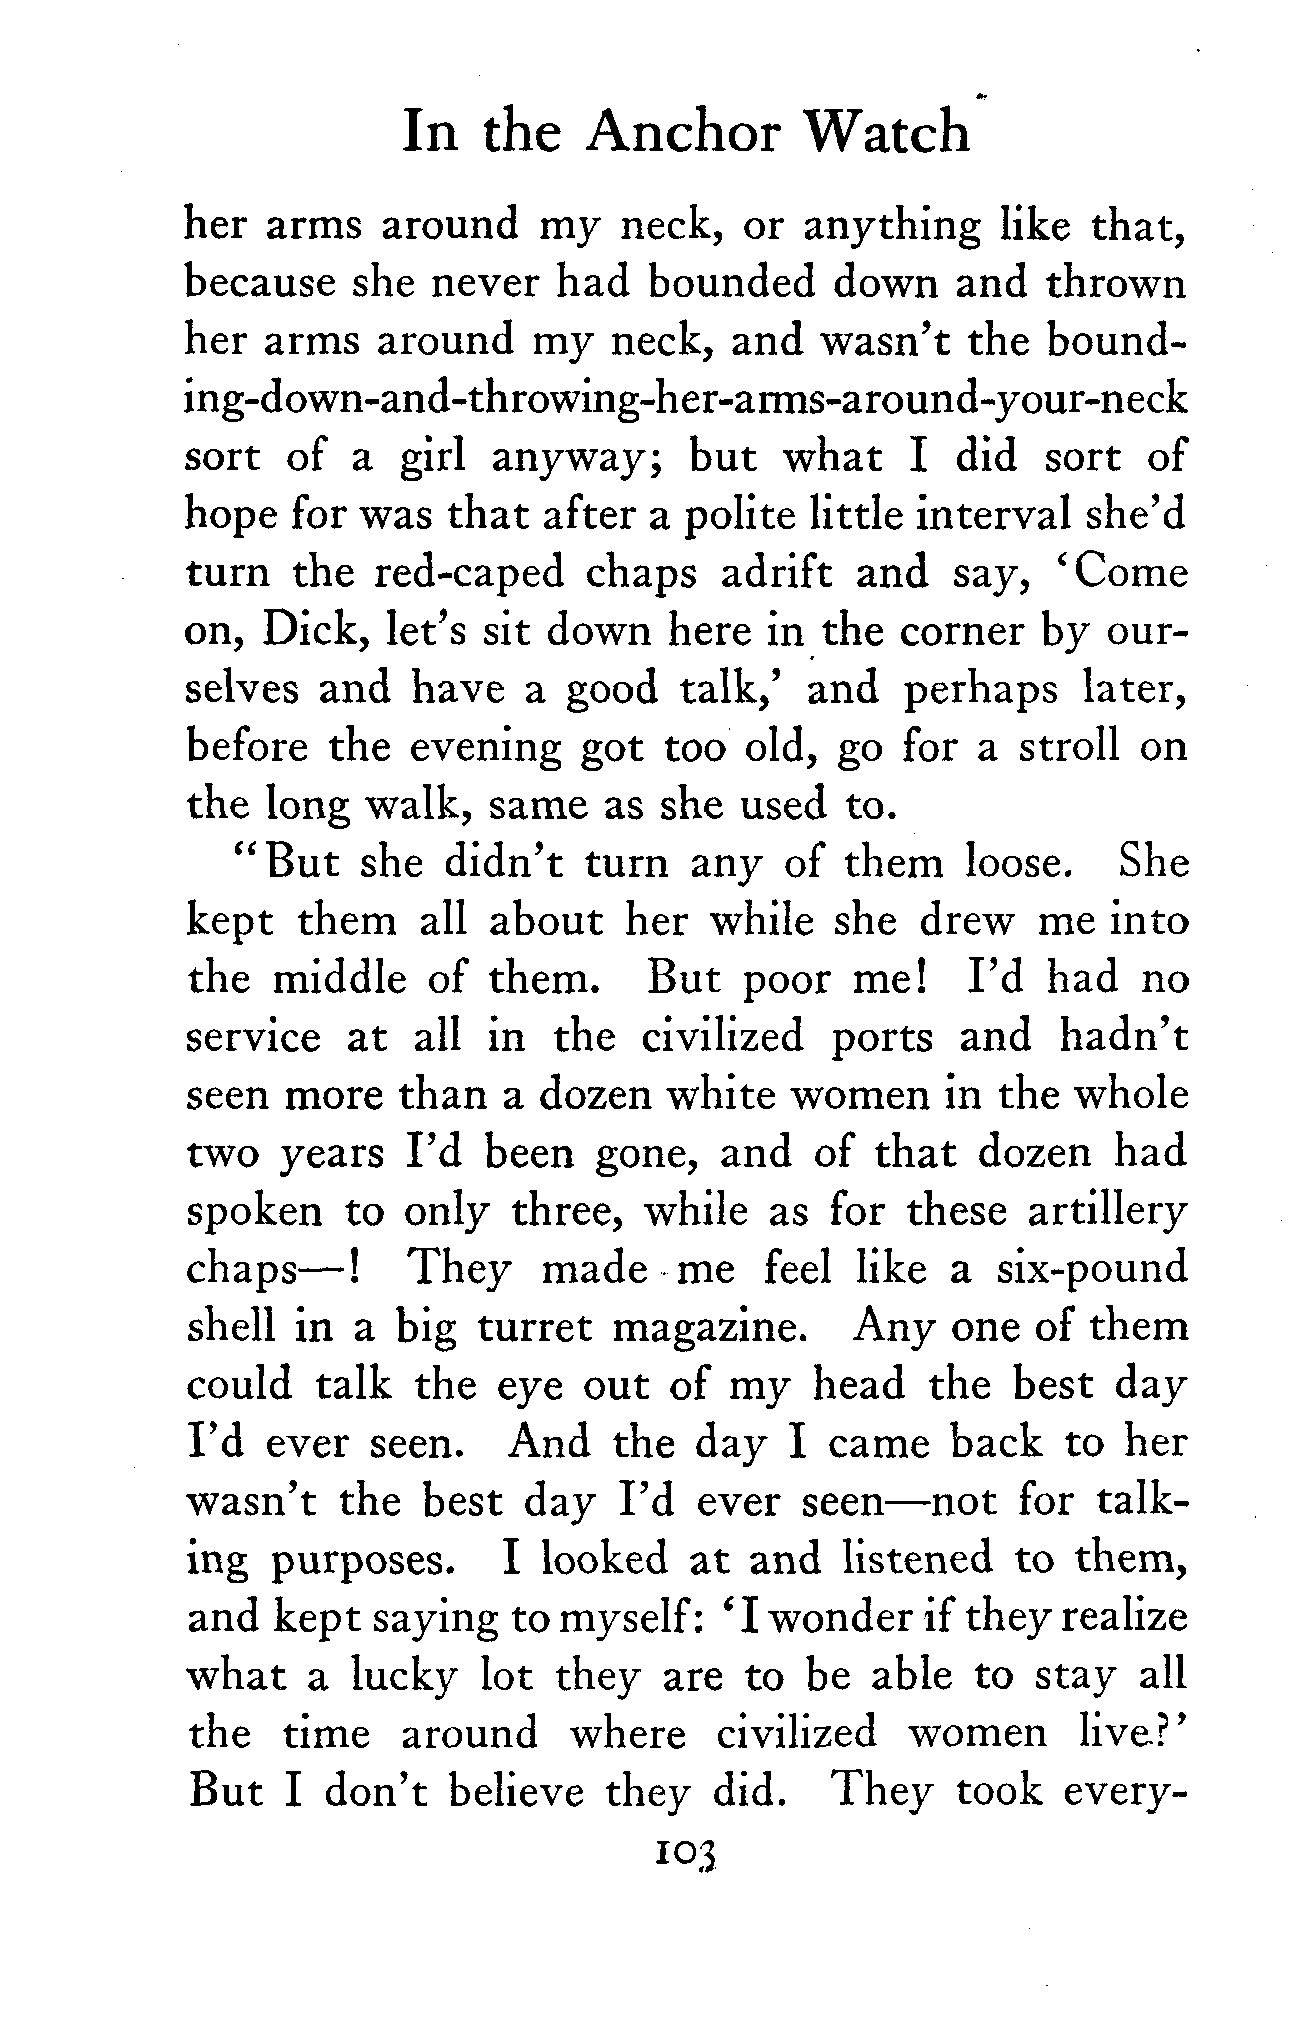 In the Anchor Watch
her arms around my neck, or anything like that,
because she never had bounded down and thrown
her arms around my neck, and wasn't the bound-
ing-down-and-throwing-her-arms-around-your-neck
sort of a girl anyway; but what I did sort of
hope for was that after a polite little interval she'd
turn the red-caped chaps adrift and say, 'Come
on, Dick, let's sit down here in the corner by our-
selves and have a good talk,' and perhaps later,
before the evening got too old, go for a stroll on
the long walk, same as she used to.
"But she didn't turn any of them loose. She
kept them all about her while she drew me into
the middle of them. But poor me! I'd had no
service at all in the civilized ports and hadn't
seen more than a dozen white women in the whole
two years I'd been gone, and of that dozen had
spoken to only three, while as for these artillery
chaps—! They made me feel like a six-pound
shell in a big turret magazine. Any one of them
could talk the eye out of my head the best day
I'd ever seen. And the day I came back to her
wasn't the best day I'd ever seen—not for talk-
ing purposes. I looked at and listened to them,
and kept saying to myself: 'I wonder if they realize
what a lucky lot they are to be able to stay all
the time around where civilized women live?'
But I don't believe they did. They took every-
103